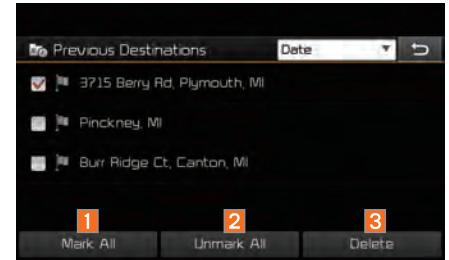 Previous Destinations Date
3715 Berry Rd, Plymouth, MI
Pinckney, MI
Burr Ridge Ct, Canton, MI
1 2 3
Mark All Unmark All Delete